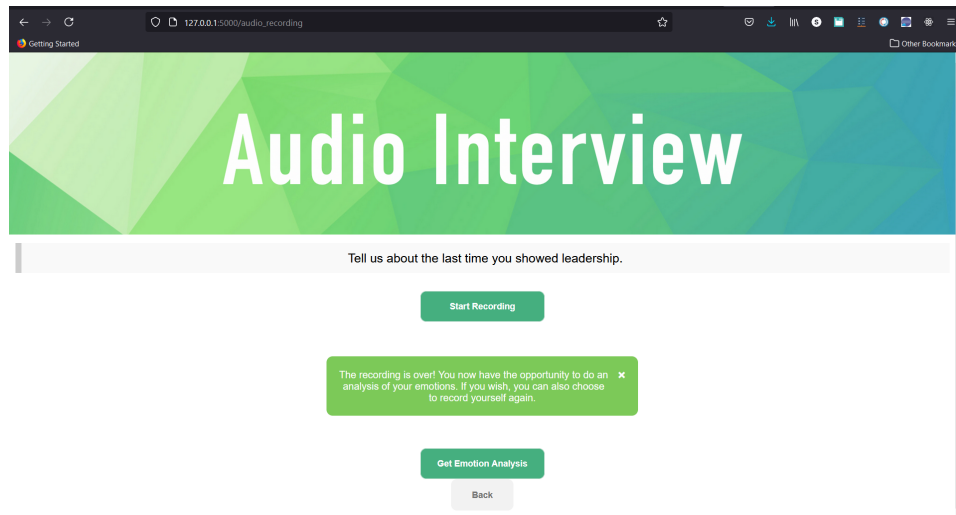 127.0.0.1:5000/audio_recording
Getting Started
Other Bookmark
Audio Interview
Tell us about the last time you showed leadership.
Start Recording
The recording is over! You now have the opportunity to do an
analysis of your emotions. If you wish, you can also choose
to record yourself again.
Get Emotion Analysis
Back